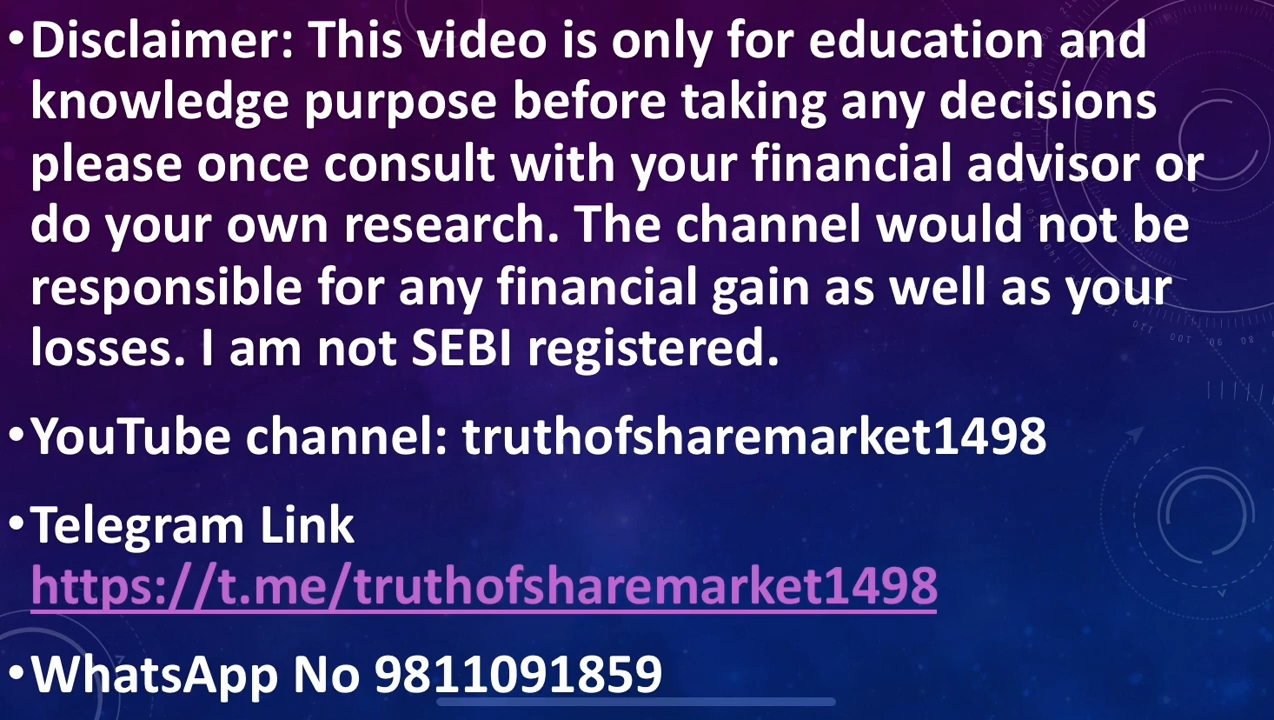 •Disclaimer: This video is only for education and
knowledge purpose before taking any decisions
please once consult with your financial advisor or
do your own research. The channel would not be
responsible for any financial gain as well as your
losses. I am not SEBI registered.
•YouTube channel: truthofsharemarket1498
•Telegram Link
https://t.me/truthofsharemarket1498
•WhatsApp No 9811091859